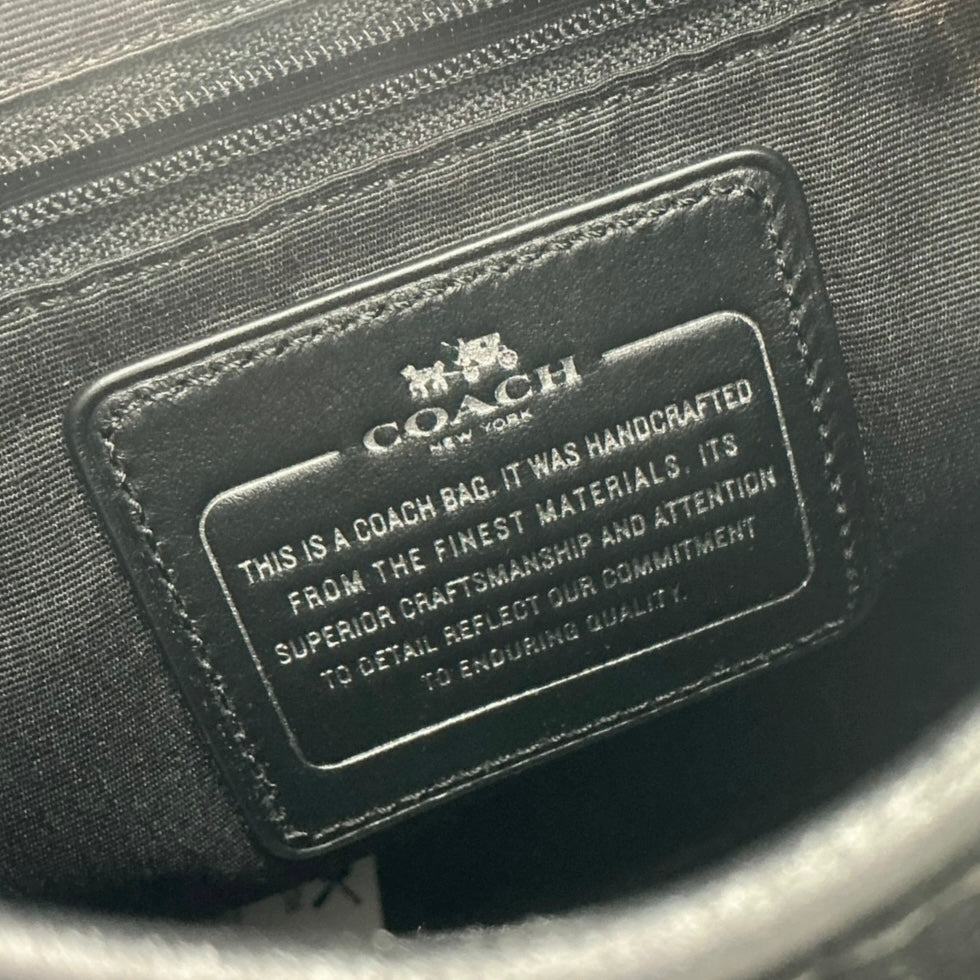 COACH
NEW YORK
THIS IS A COACH BAG. IT WAS HANDCRAFTED
FROM THE FINEST MATERIALS. ITS
SUPERIOR CRAFTSMANSHIP AND ATTENTION
TO DETAIL REFLECT OUR COMMITMENT
TO ENDURING QUALITY.